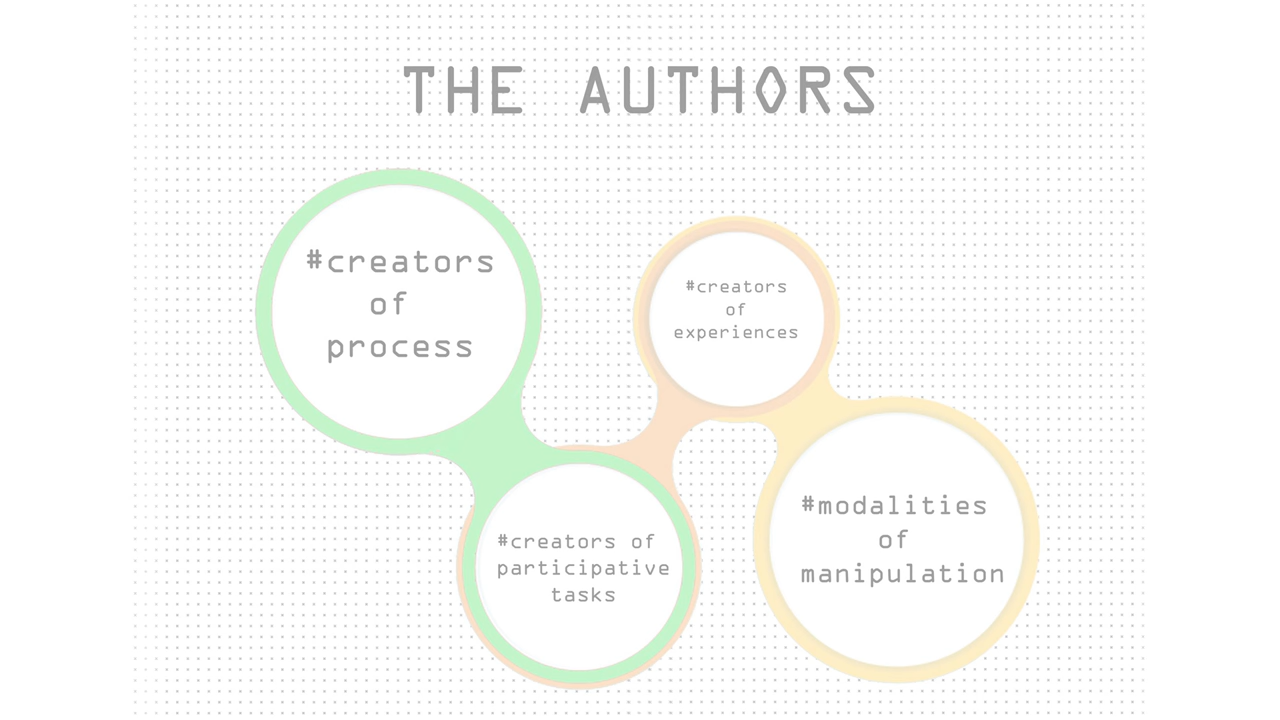 THE AUTHORS
#creators
of
process
#creators
of
experiences
#creators of
participative
tasks
#modalities
of
manipulation